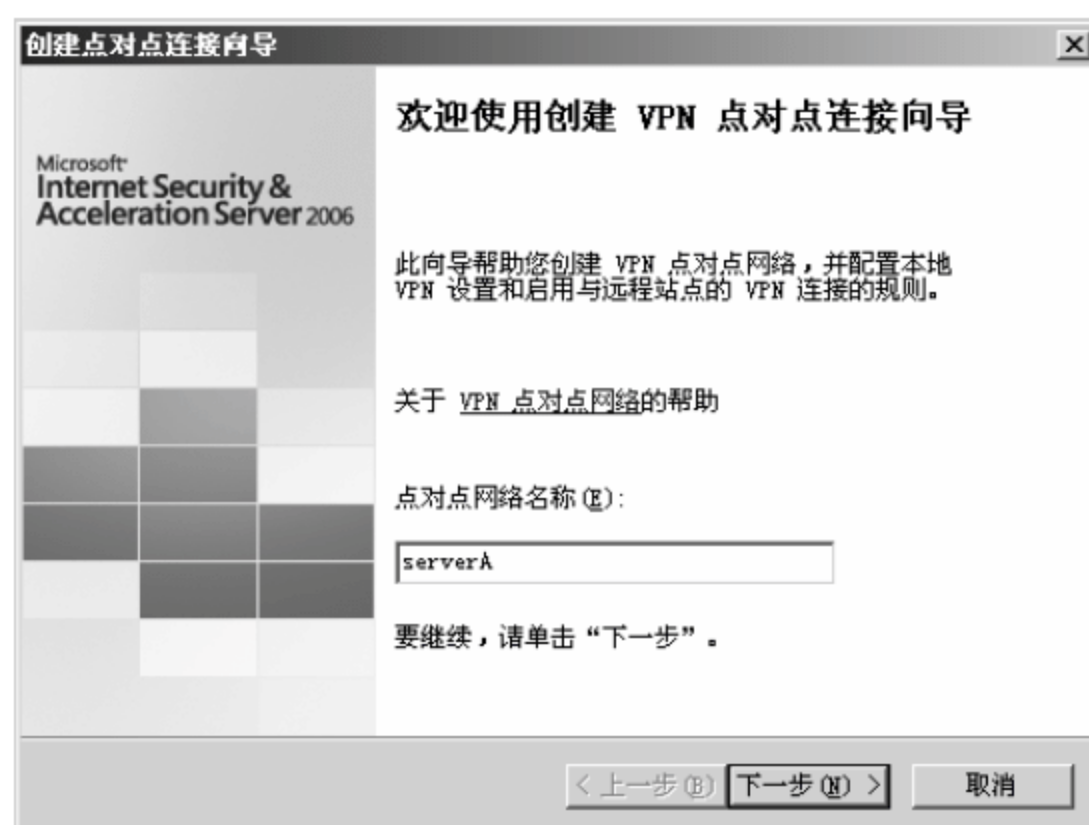 创建点对点连接向导
欢迎使用创建 VPN 点对点连接向导
Microsoft
Internet Security &
Acceleration Server 2006
此向导帮助您创建 VPN 点对点网络，并配置本地
VPN 设置和启用与远程站点的 VPN 连接的规则。
关于 VPN 点对点网络的帮助
点对点网络名称(E):
serverA
要继续，请单击“下一步”。
< 上一步(B)
下一步(N) >
取消